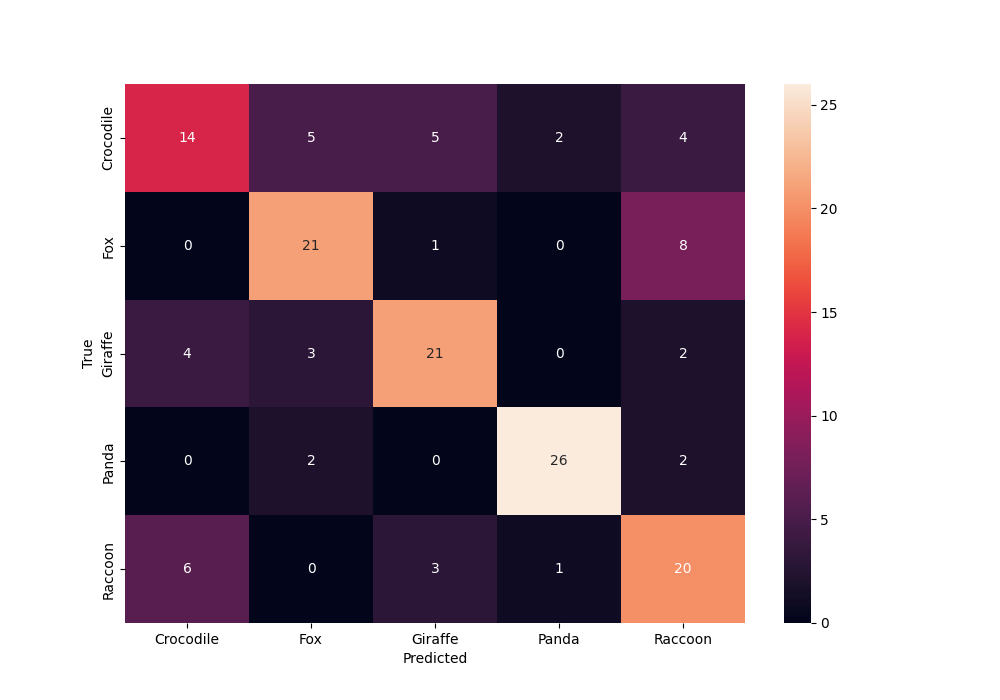 25
Crocodile 14 5 5 2 4
20
Fox 0 21 1 0 8
15
True
Giraffe 4 3 21 0 2
10
Panda 0 2 0 26 2
5
Raccoon 6 0 3 1 20
0
Crocodile Fox Giraffe Panda Raccoon
Predicted